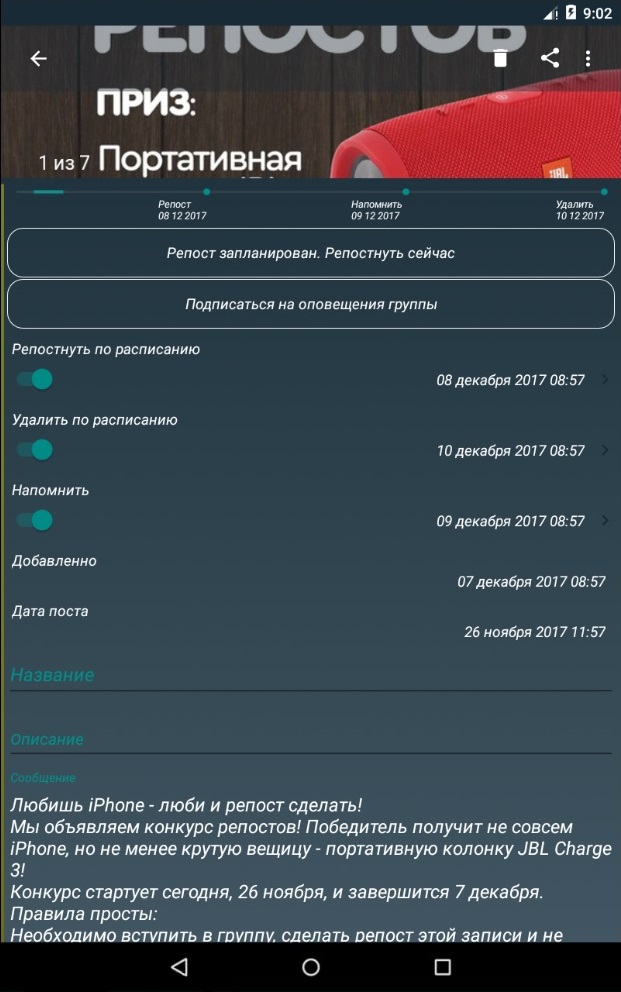 9:02
РЕПОСТОВ
ПРИЗ:
1 из 7 Портативная
JBL
Репост
08 12 2017
Напомнить
09 12 2017
Удалить
10 12 2017
Репост запланирован. Репостнуть сейчас
Подписаться на оповещения группы
Репостнуть по расписанию
08 декабря 2017 08:57
Удалить по расписанию
10 декабря 2017 08:57
Напомнить
09 декабря 2017 08:57
Добавленно
07 декабря 2017 08:57
Дата поста
26 ноября 2017 11:57
Название
Описание
Сообщение
Любишь iPhone - люби и репост сделать!
Мы объявляем конкурс репостов! Победитель получит не совсем
iPhone, но не менее крутую вещицу - портативную колонку JBL Charge
3!
Конкурс стартует сегодня, 26 ноября, и завершится 7 декабря.
Правила просты:
Необходимо вступить в группу, сделать репост этой записи и не